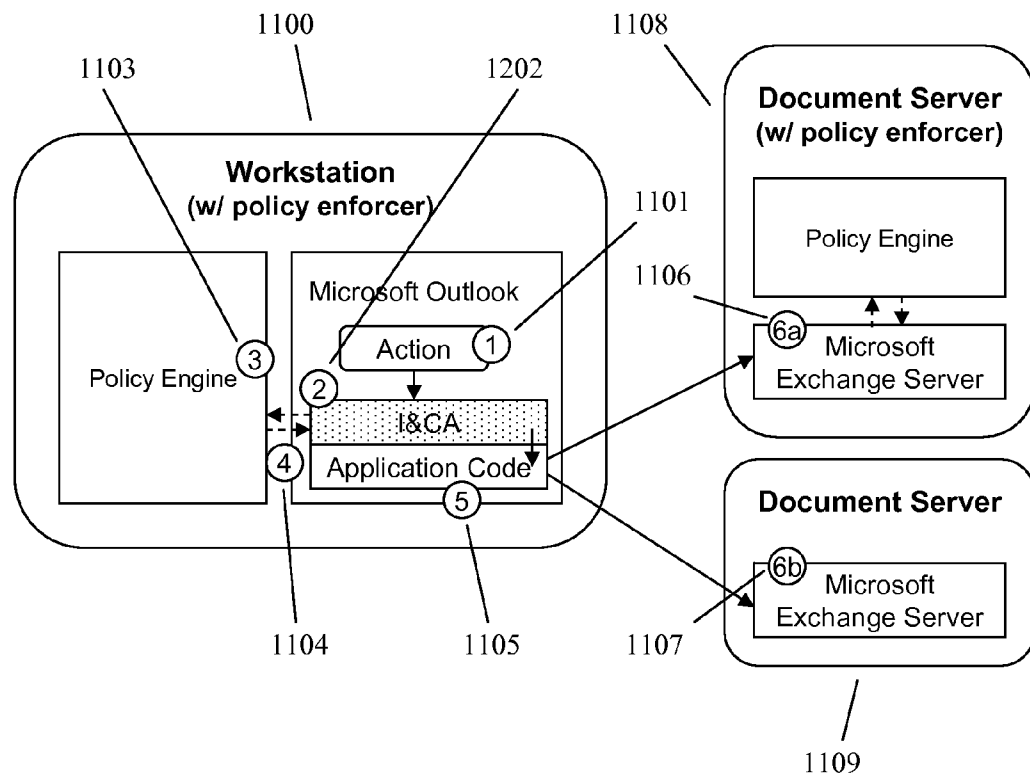 1100
1108
1103
1202
Document Server
(w/ policy enforcer)
Workstation
(w/ policy enforcer)
1101
Policy Engine
1106
Microsoft Outlook
Action
1
6a
Microsoft
Exchange Server
3
Policy Engine
2
I&CA
4
Application Code
5
Document Server
6b
Microsoft
Exchange Server
1104
1105
1107
1109